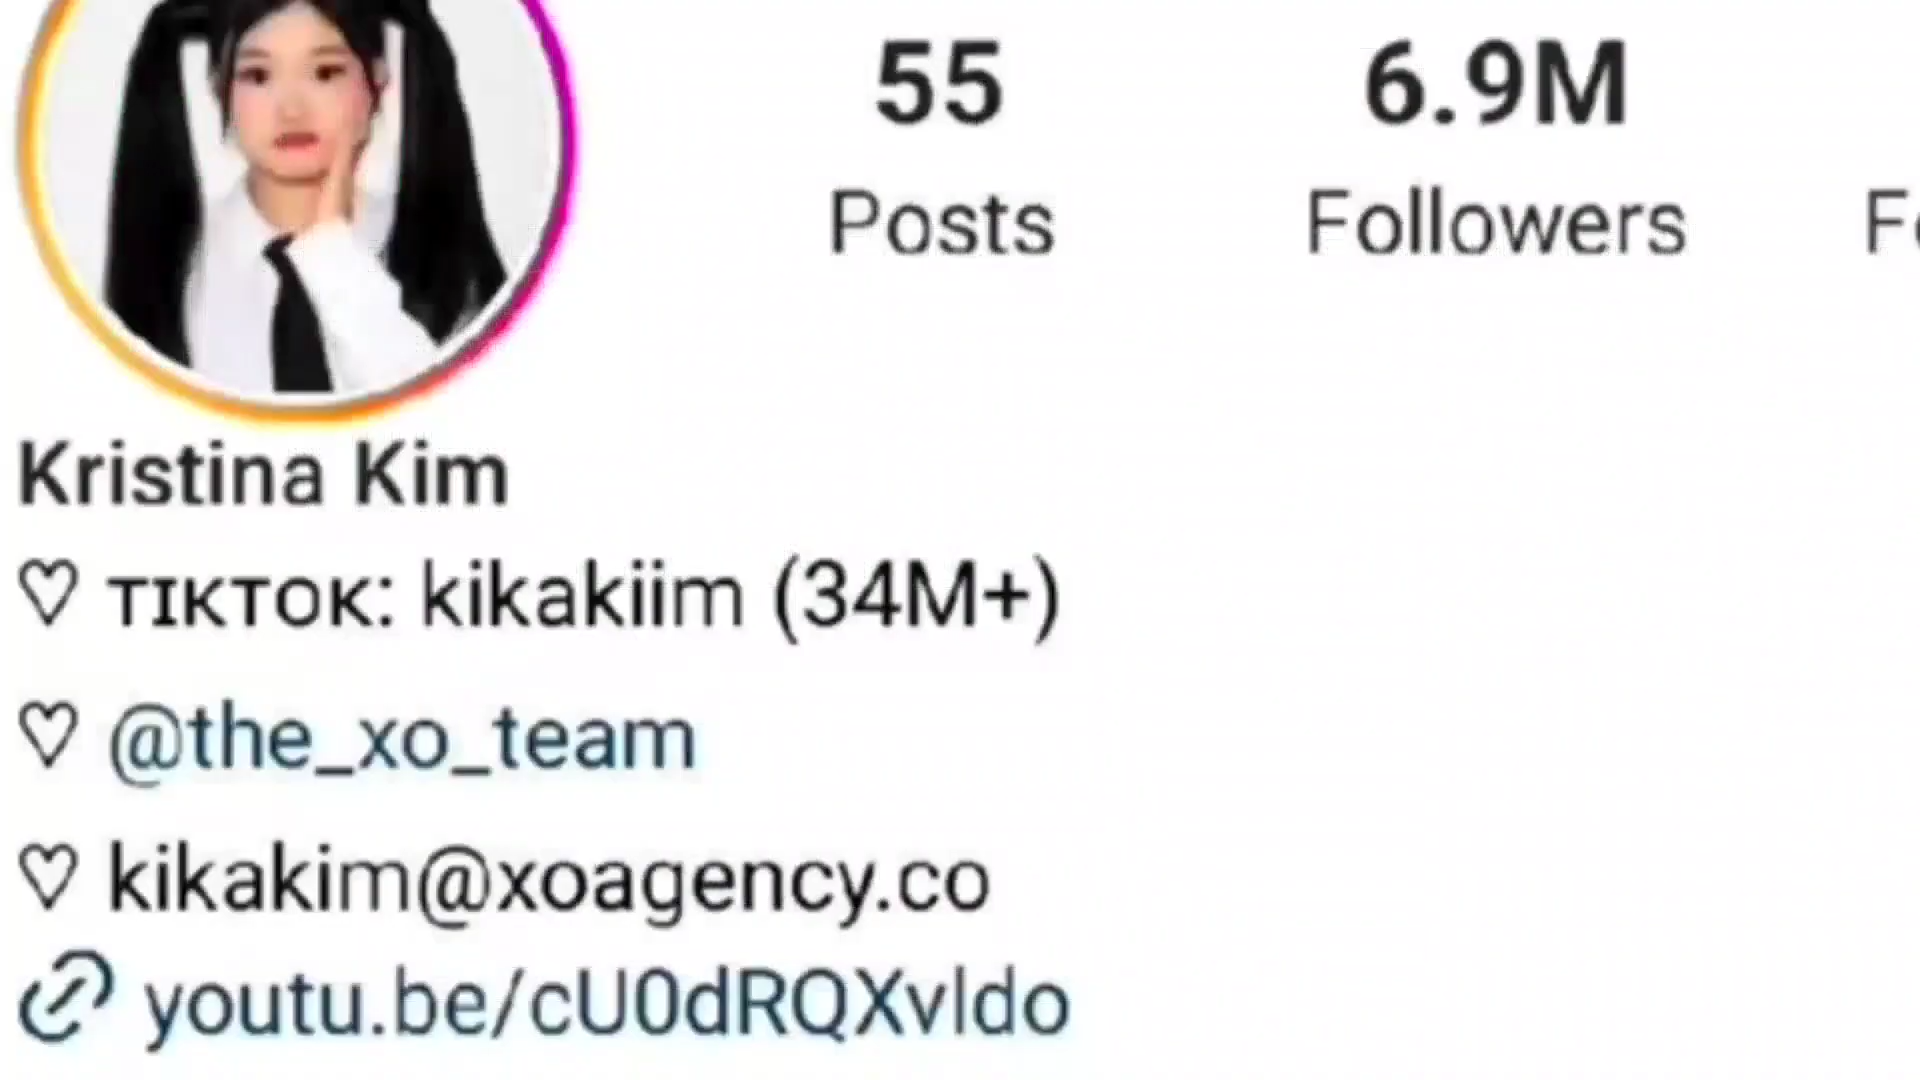 55 6.9M
Posts Followers
Kristina Kim
♡ ᴛɪᴋᴛᴏᴋ: kikakiim (34M+)
♡ @the_xo_team
♡ kikakim@xoagency.co
youtu.be/cU0dRQXvldo